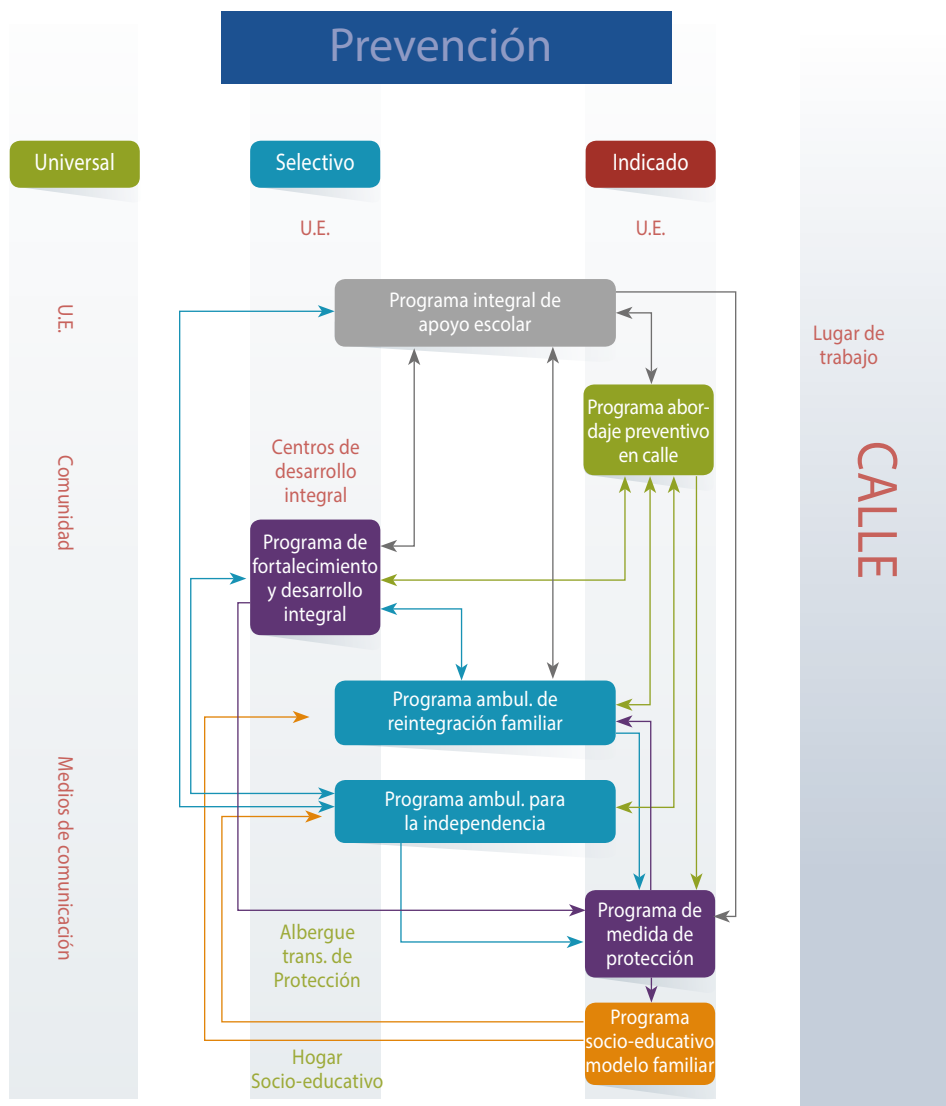 Prevención
Universal
Selectivo
Indicado
U.E.
U.E.
U.E.
Programa integral de
apoyo escolar
Lugar de
trabajo
Programa abor-
daje preventivo
en calle
Centros de
desarrollo
integral
Comunidad
CALLE
Programa de
fortalecimiento
y desarrollo
integral
Programa ambul. de
reintegración familiar
Medios de comunicación
Programa ambul. para
la independencia
Programa de
medida de
protección
Albergue
trans. de
Protección
Programa
socio-educativo
modelo familiar
Hogar
Socio-educativo